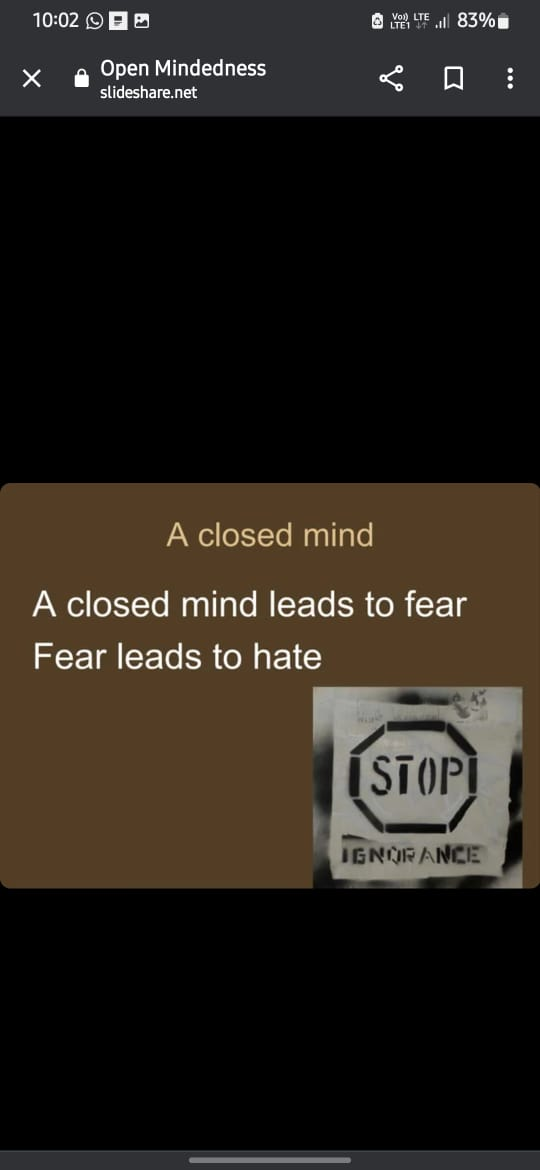 10:02
Vo)) LTE
LTE1
83%
Open Mindedness
slideshare.net
A closed mind
A closed mind leads to fear
Fear leads to hate
STOP
IGNORANCE